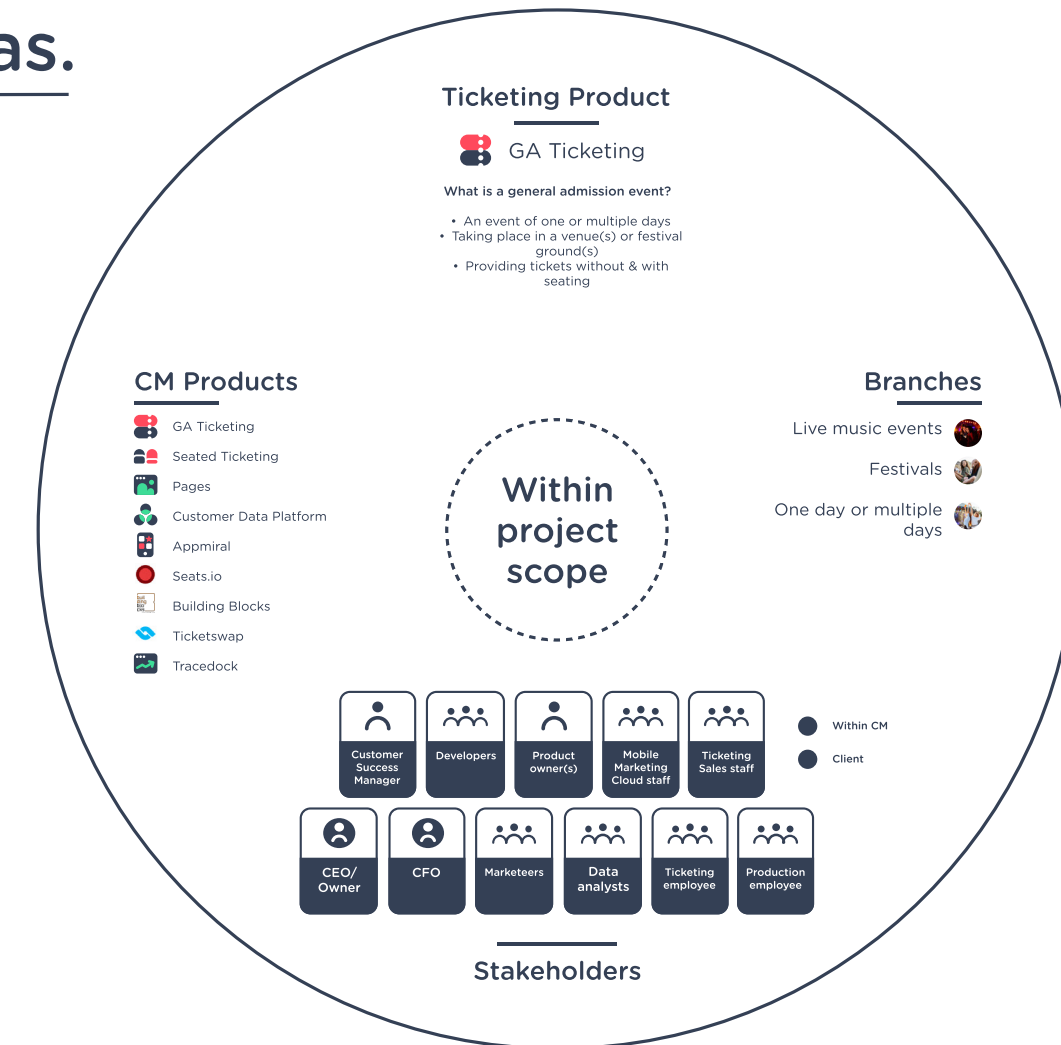 as.
Ticketing Product
GA Ticketing
What is a general admission event?
• An event of one or multiple days
• Taking place in a venue(s) or festival
ground(s)
• Providing tickets without & with
seating
CM Products
GA Ticketing
Seated Ticketing
Pages
Customer Data Platform
Appmiral
Seats.io
Building Blocks
Ticketswap
Tracedock
Within
project
scope
Branches
Live music events
Festivals
One day or multiple
days
Customer
Success
Manager
Developers
Product
owner(s)
Mobile
Marketing
Cloud staff
Ticketing
Sales staff
Within CM
Client
CEO/
Owner
CFO
Marketeers
Data
analysts
Ticketing
employee
Production
employee
Stakeholders